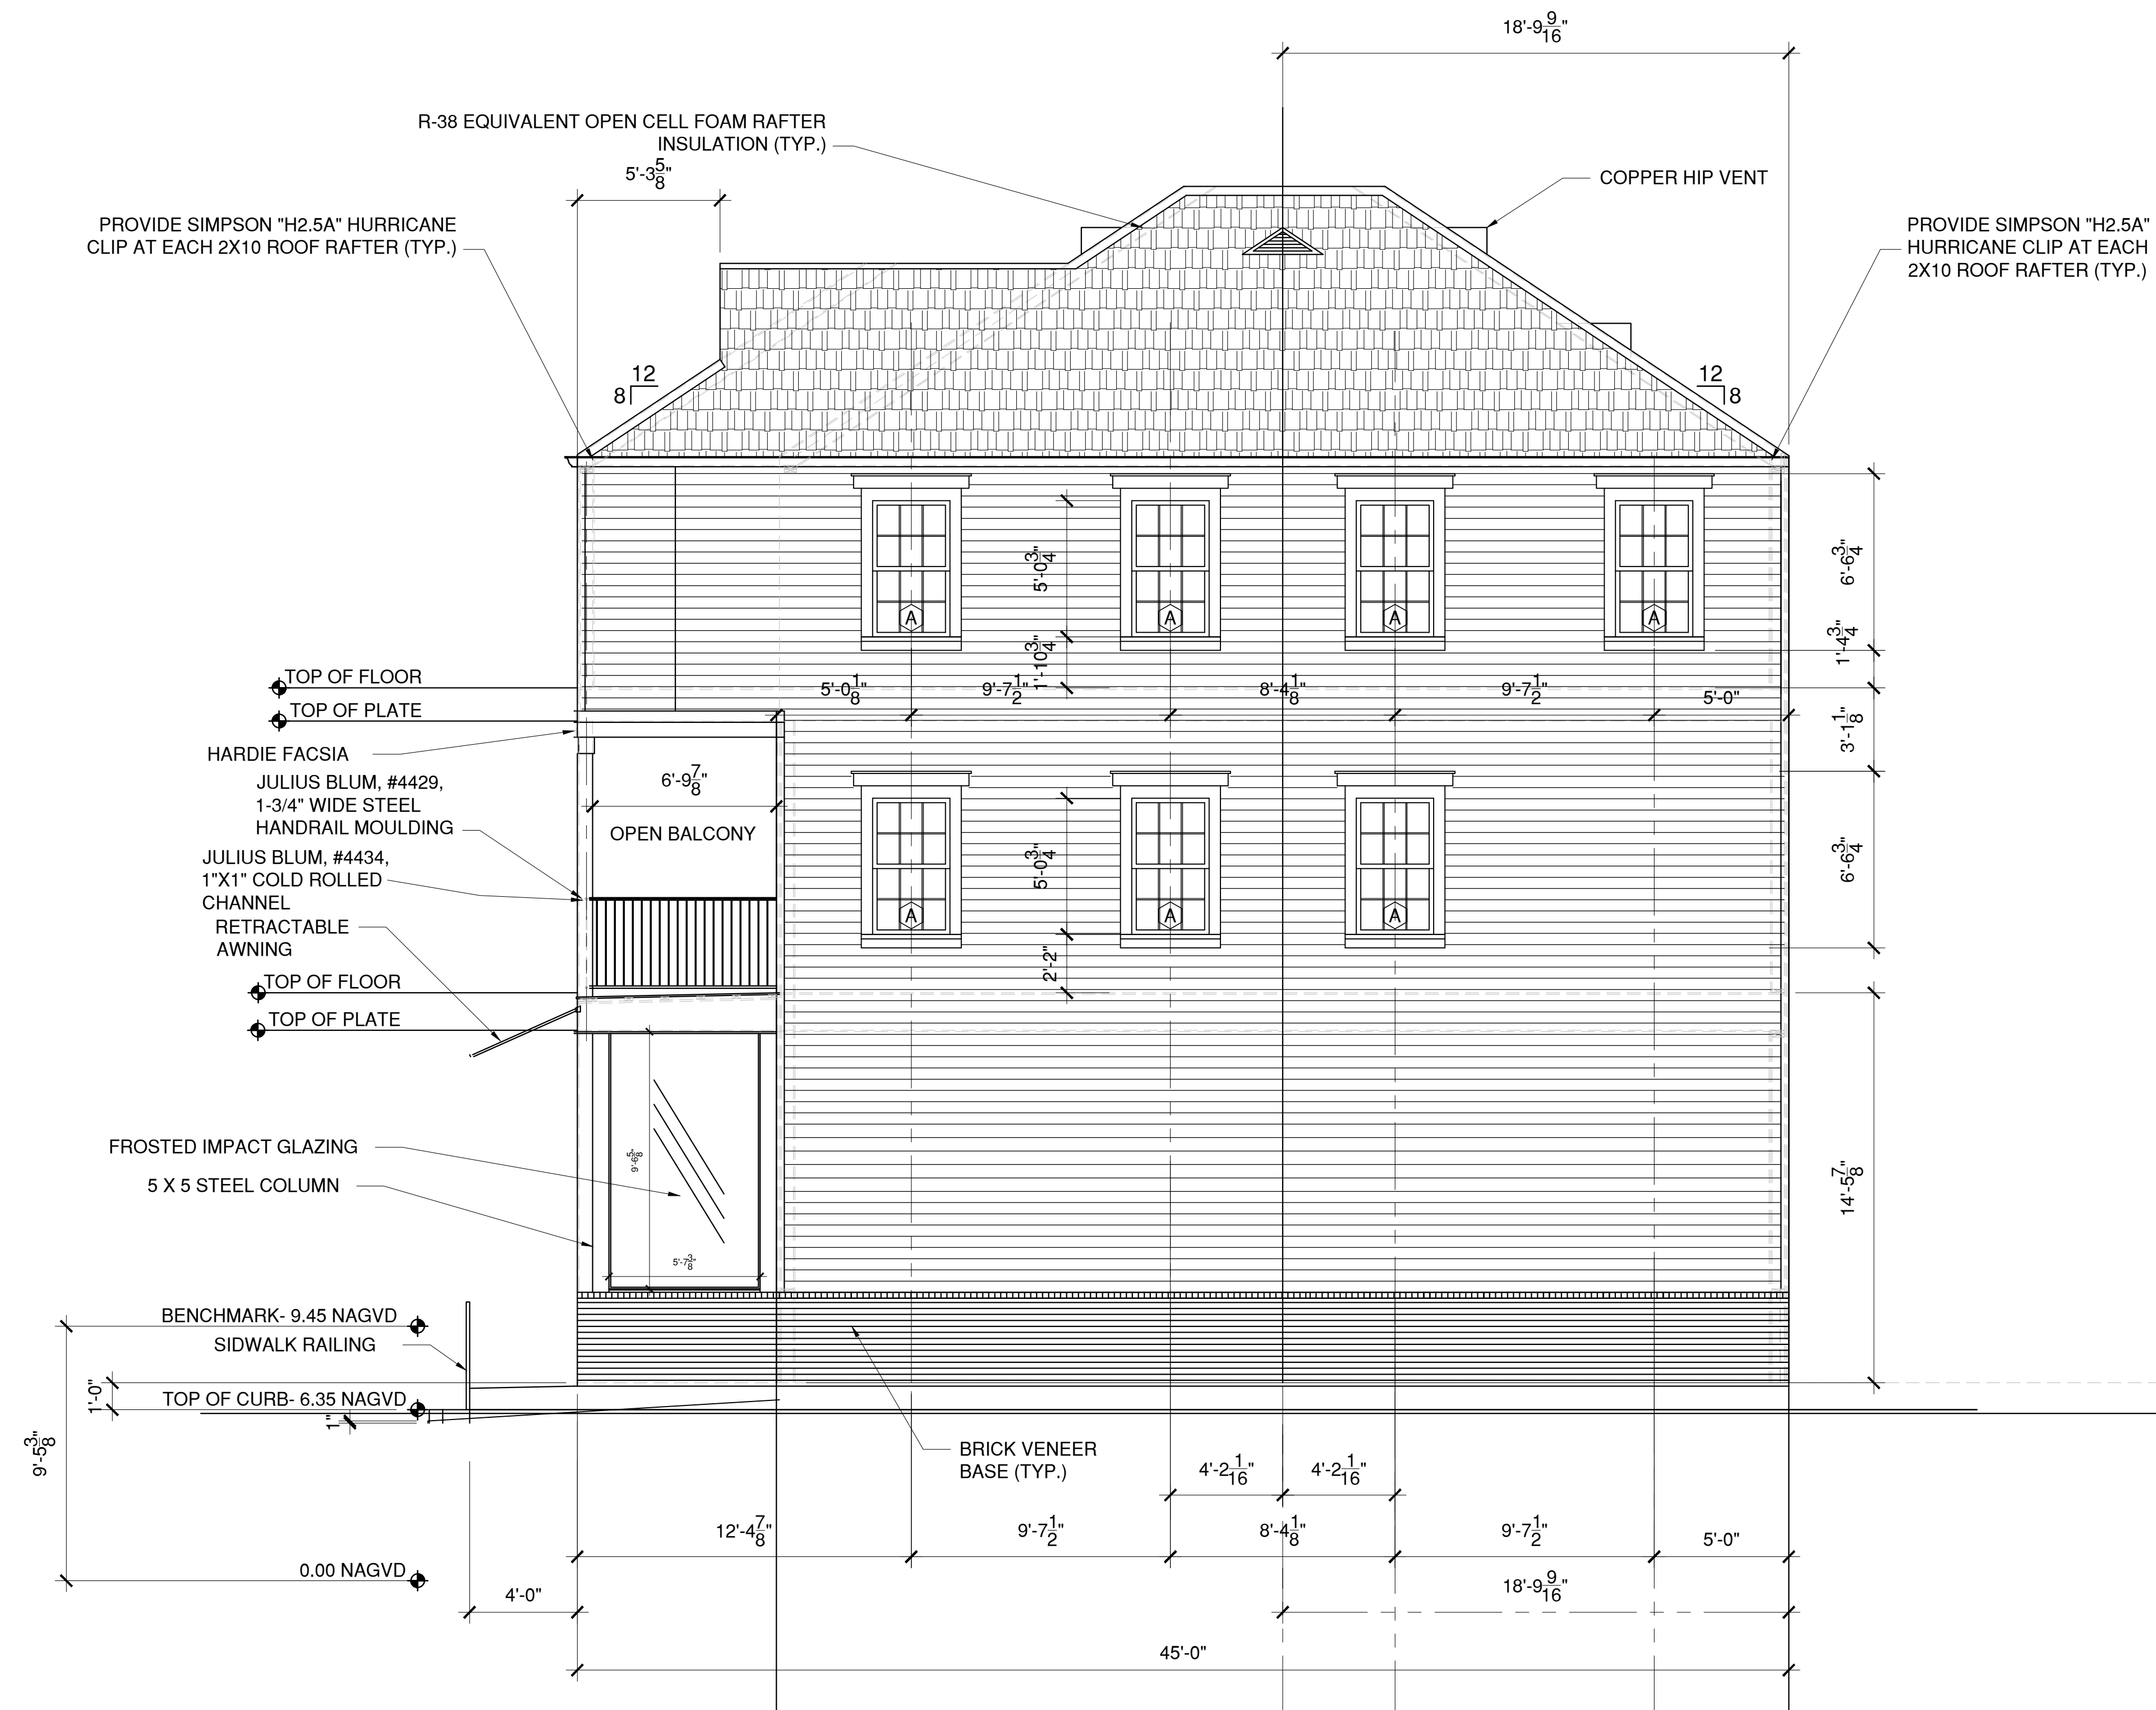 18'-9 9/16"
R-38 EQUIVALENT OPEN CELL FOAM RAFTER
INSULATION (TYP.)
5'-3 5/8"
COPPER HIP VENT
PROVIDE SIMPSON "H2.5A" HURRICANE
CLIP AT EACH 2X10 ROOF RAFTER (TYP.)
PROVIDE SIMPSON "H2.5A"
HURRICANE CLIP AT EACH
2X10 ROOF RAFTER (TYP.)
12
8
12
8
5'-0 3/4"
6'-6 3/4"
A
A
A
A
1'-10 3/4"
1'-4 3/4"
TOP OF FLOOR
5'-0 1/8"
9'-7 1/2"
8'-4 1/8"
9'-7 1/2"
5'-0"
TOP OF PLATE
3'-1 1/8"
HARDIE FACSIA
6'-9 7/8"
JULIUS BLUM, #4429,
1-3/4" WIDE STEEL
HANDRAIL MOULDING
OPEN BALCONY
JULIUS BLUM, #4434,
1"X1" COLD ROLLED
CHANNEL
5'-0 3/4"
6'-6 3/4"
A
A
A
RETRACTABLE
AWNING
2'-2"
TOP OF FLOOR
TOP OF PLATE
FROSTED IMPACT GLAZING
9'-6 5/8"
14'-5 7/8"
5 X 5 STEEL COLUMN
5'-7 3/8"
BENCHMARK- 9.45 NAGVD
SIDWALK RAILING
1'-0"
TOP OF CURB- 6.35 NAGVD
1"
9'-5 3/8"
BRICK VENEER
BASE (TYP.)
4'-2 1/16"
4'-2 1/16"
12'-4 7/8"
9'-7 1/2"
8'-4 1/8"
9'-7 1/2"
5'-0"
0.00 NAGVD
4'-0"
18'-9 9/16"
45'-0"